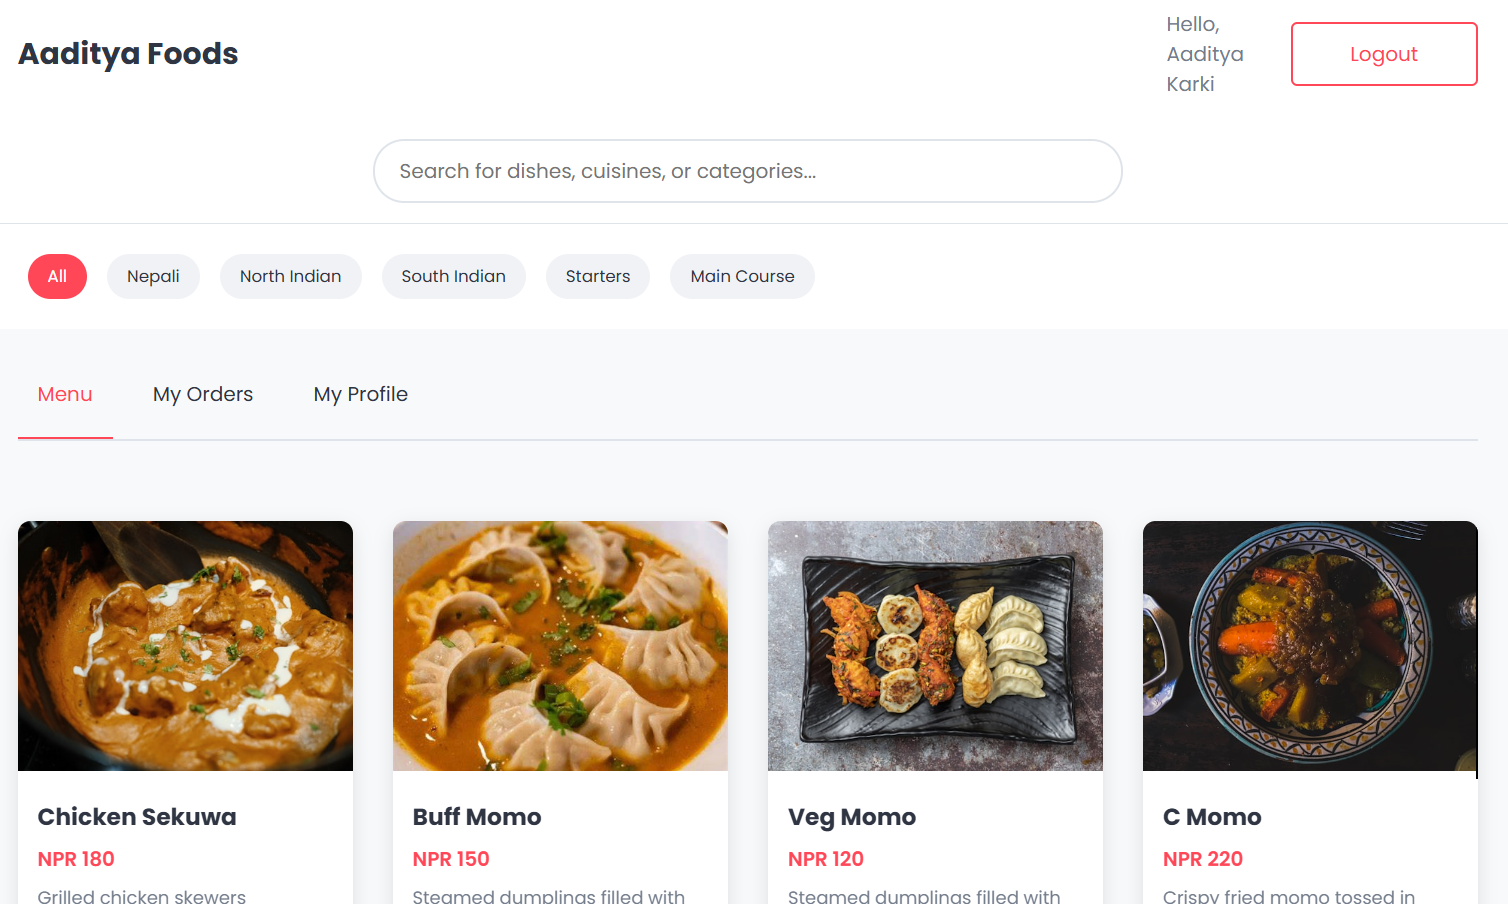 Aaditya Foods
Hello,
Aaditya
Karki
Logout
Search for dishes, cuisines, or categories...
All
Nepali
North Indian
South Indian
Starters
Main Course
Menu
My Orders
My Profile
Chicken Sekuwa
NPR 180
Grilled chicken skewers
Buff Momo
NPR 150
Steamed dumplings filled with
Veg Momo
NPR 120
Steamed dumplings filled with
C Momo
NPR 220
Crispy fried momo tossed in